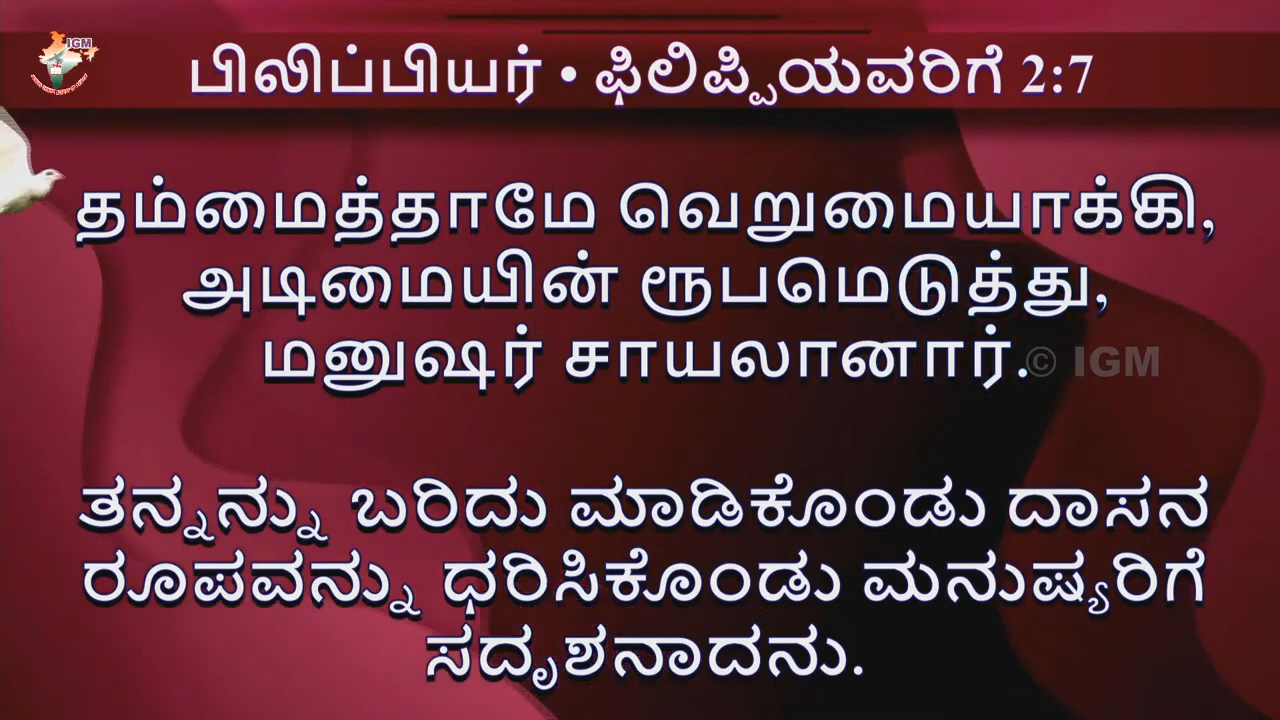 IGM
பிலிப்பியர் • ಫಿಲಿಪ್ಪಿಯವರಿಗೆ 2:7
தம்மைத்தாமே வெறுமையாக்கி,
அடிமையின் ரூபமெடுத்து,
மனுஷர் சாயலானார்.
© IGM
ತನ್ನನ್ನು ಬರಿದು ಮಾಡಿಕೊಂಡು ದಾಸನ
ರೂಪವನ್ನು ಧರಿಸಿಕೊಂಡು ಮನುಷ್ಯರಿಗೆ
ಸದೃಶನಾದನು.